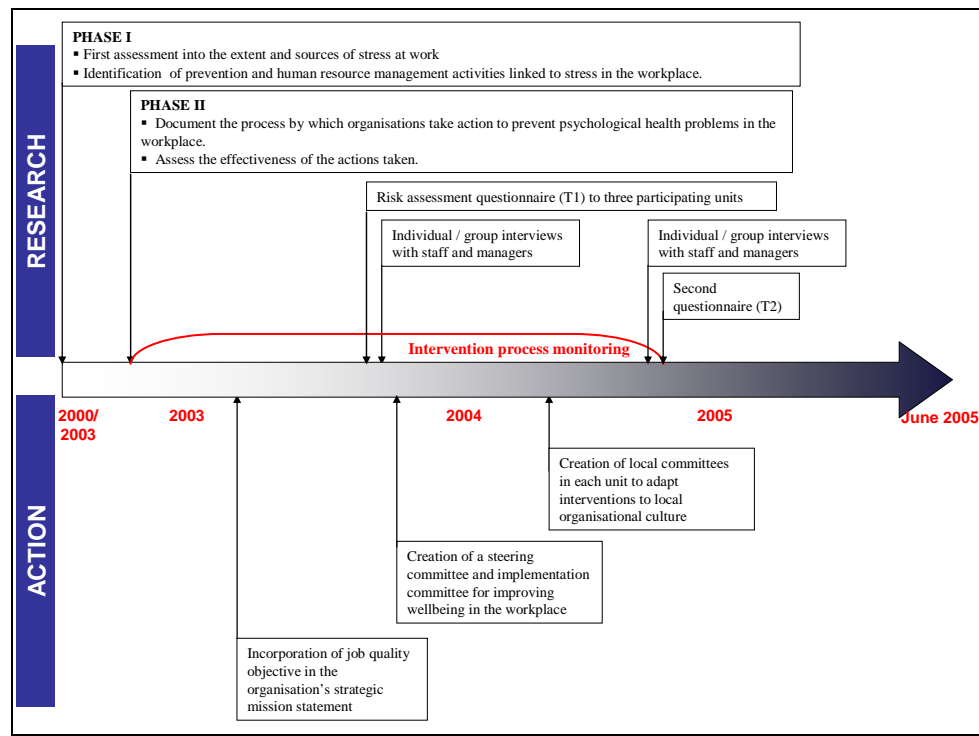 RESEARCH
PHASE I
▪ First assessment into the extent and sources of stress at work
▪ Identification of prevention and human resource management activities linked to stress in the workplace.
PHASE II
▪ Document the process by which organisations take action to prevent psychological health problems in the
workplace.
▪ Assess the effectiveness of the actions taken.
Risk assessment questionnaire (T1) to three participating units
Individual / group interviews
with staff and managers
Individual / group interviews
with staff and managers
Second
questionnaire (T2)
Intervention process monitoring
2000/
2003
2003
2004
2005
June 2005
ACTION
Creation of local committees
in each unit to adapt
interventions to local
organisational culture
Creation of a steering
committee and implementation
committee for improving
wellbeing in the workplace
Incorporation of job quality
objective in the
organisation's strategic
mission statement